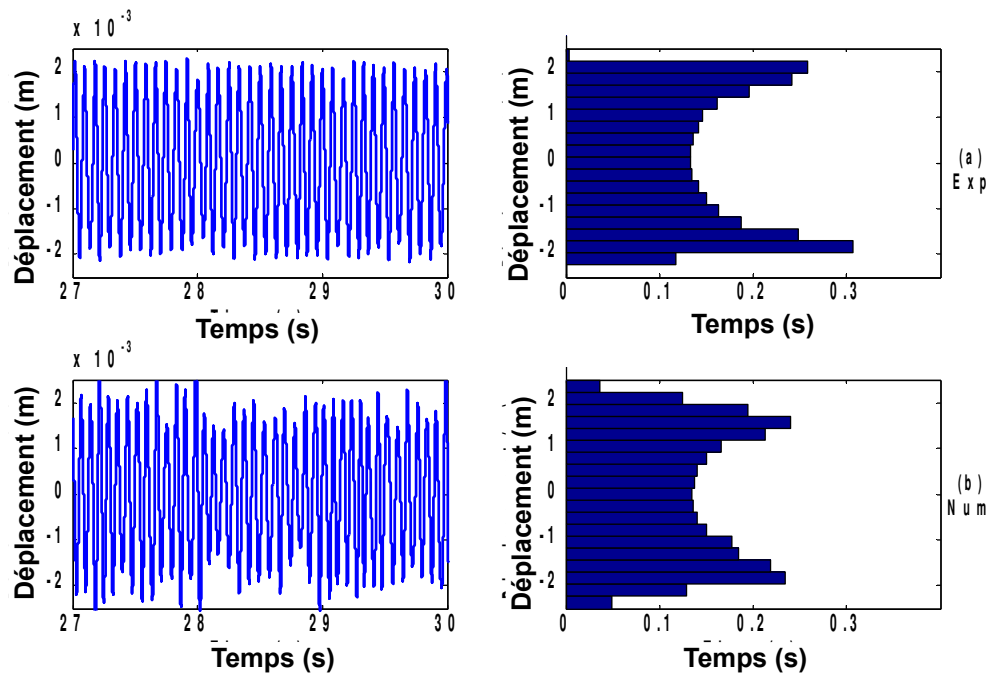 x 10-3
Déplacement (m)
2
1
0
-1
-2
27 28 29 30
Temps (s)
Déplacement (m)
2
1
0
-1
-2
0 0.1 0.2 0.3
Temps (s)
(a)
Exp
x 10-3
Déplacement (m)
2
1
0
-1
-2
27 28 29 30
Temps (s)
Déplacement (m)
2
1
0
-1
-2
0 0.1 0.2 0.3
Temps (s)
(b)
Num